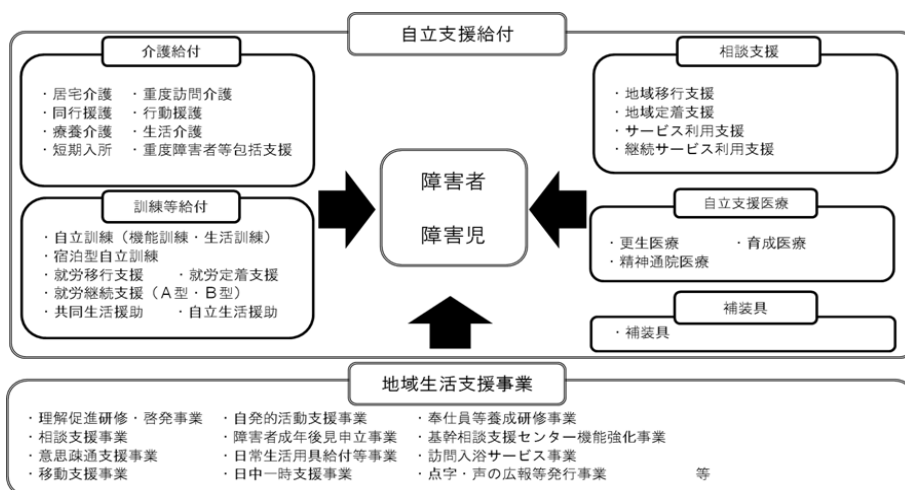 自立支援給付
介護給付
・居宅介護　・重度訪問介護
・同行援護　・行動援護
・療養介護　・生活介護
・短期入所　・重度障害者等包括支援
訓練等給付
・自立訓練（機能訓練・生活訓練）
・宿泊型自立訓練
・就労移行支援　・就労定着支援
・就労継続支援（Ａ型・Ｂ型）
・共同生活援助　・自立生活援助
障害者
障害児
相談支援
・地域移行支援
・地域定着支援
・サービス利用支援
・継続サービス利用支援
自立支援医療
・更生医療　・育成医療
・精神通院医療
補装具
・補装具
地域生活支援事業
・理解促進研修・啓発事業　・自発的活動支援事業　・奉仕員等養成研修事業
・相談支援事業　・障害者成年後見申立事業　・基幹相談支援センター機能強化事業
・意思疎通支援事業　・日常生活用具給付等事業　・訪問入浴サービス事業
・移動支援事業　・日中一時支援事業　・点字・声の広報等発行事業　等